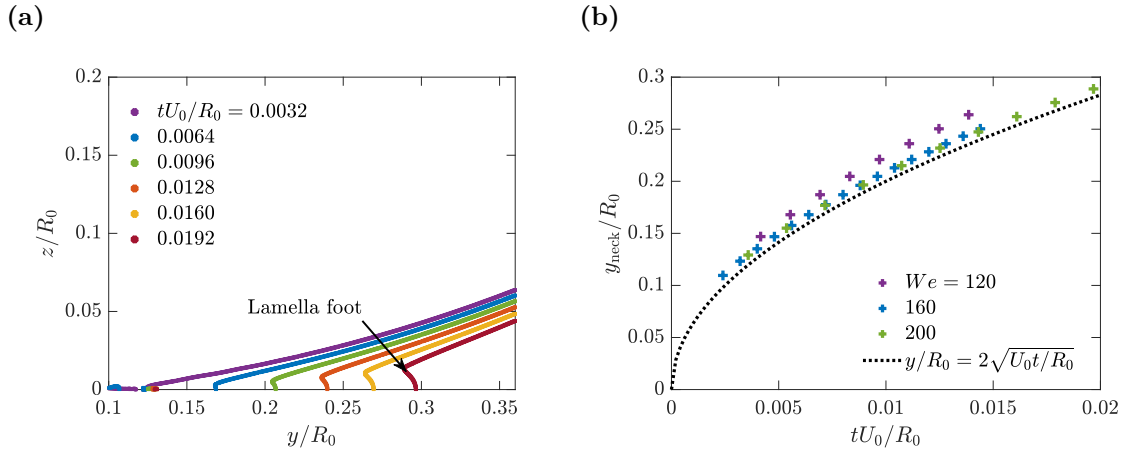 (a)
(b)
0.2
0.1
0.05
0
z/R₀
tU₀/R₀ = 0.0032
0.0064
0.0096
0.0128
0.0160
0.0192
Lamella foot
0.1 0.15 0.2 0.25 0.3 0.35
y/R₀
0.3
0.25
0.2
0.15
0.1
0.05
0
y_neck/R₀
We = 120
160
200
y/R₀ = 2√(U₀t/R₀)
0 0.005 0.01 0.015 0.02
tU₀/R₀